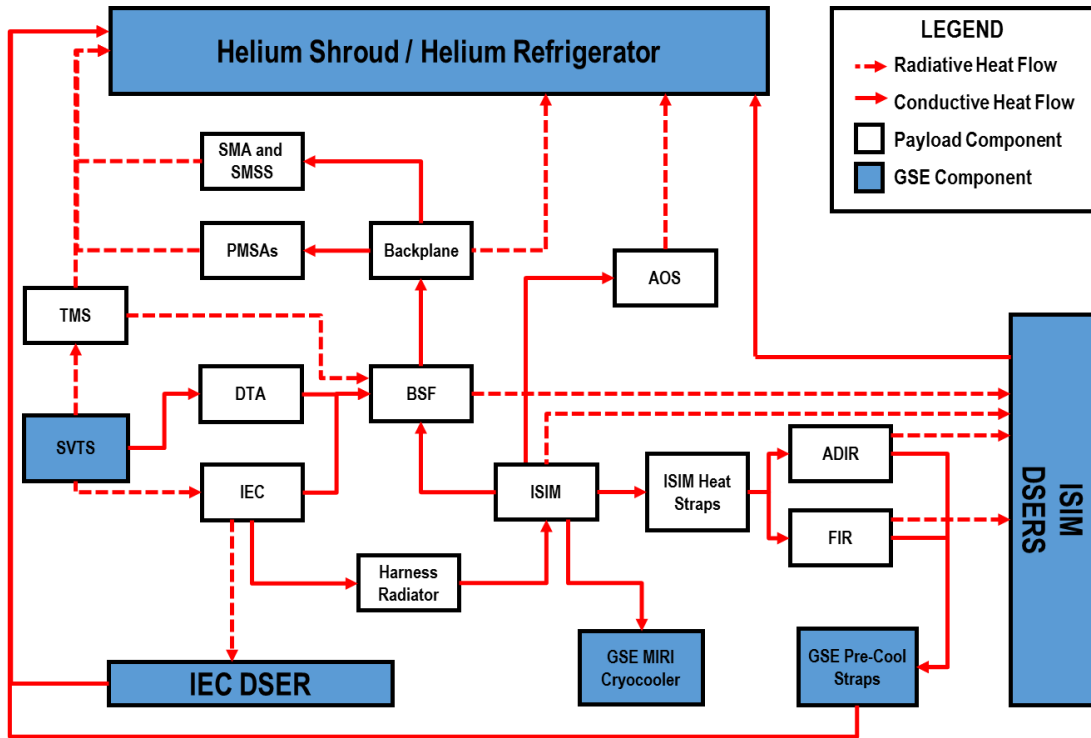 Helium Shroud / Helium Refrigerator
LEGEND
Radiative Heat Flow
Conductive Heat Flow
Payload Component
GSE Component
SMA and
SMSS
PMSAs
Backplane
AOS
TMS
DTA
BSF
SVTS
IEC
ISIM
ISIM Heat
Straps
ADIR
FIR
ISIM
DSERS
Harness
Radiator
GSE MIRI
Cryocooler
GSE Pre-Cool
Straps
IEC DSER